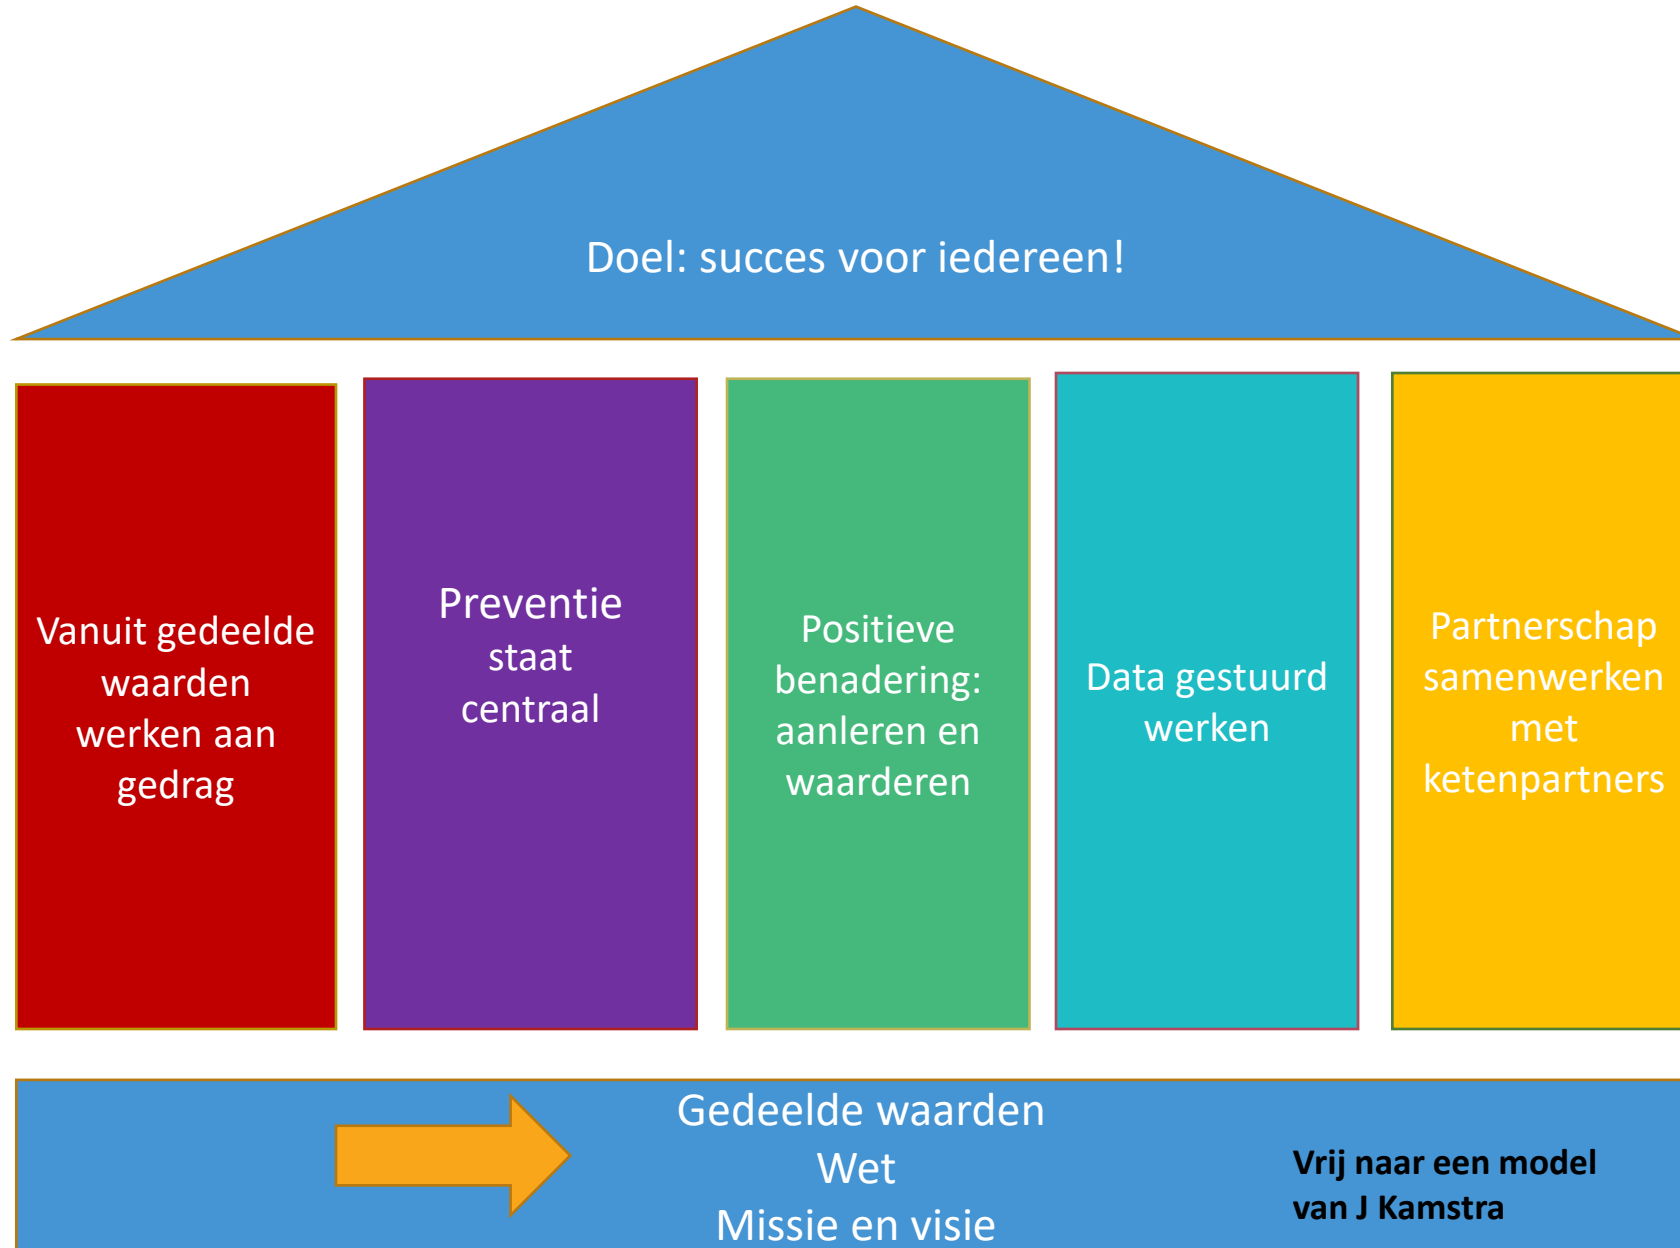 Doel: succes voor iedereen!
Vanuit gedeelde
waarden
werken aan
gedrag
Preventie
staat
centraal
Positieve
benadering:
aanleren en
waarderen
Data gestuurd
werken
Partnerschap
samenwerken
met
ketenpartners
Gedeelde waarden
Wet
Missie en visie
Vrij naar een model
van J Kamstra